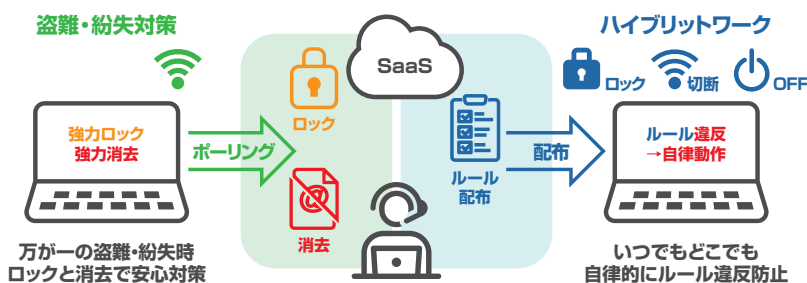 盗難・紛失対策
強力ロック
強力消去
ポーリング
万が一の盗難・紛失時
ロックと消去で安心対策
SaaS
ロック
消去
ルール
配布
配布
ハイブリットワーク
ロック
切断
OFF
ルール違反
→自律動作
いつでもどこでも
自律的にルール違反防止